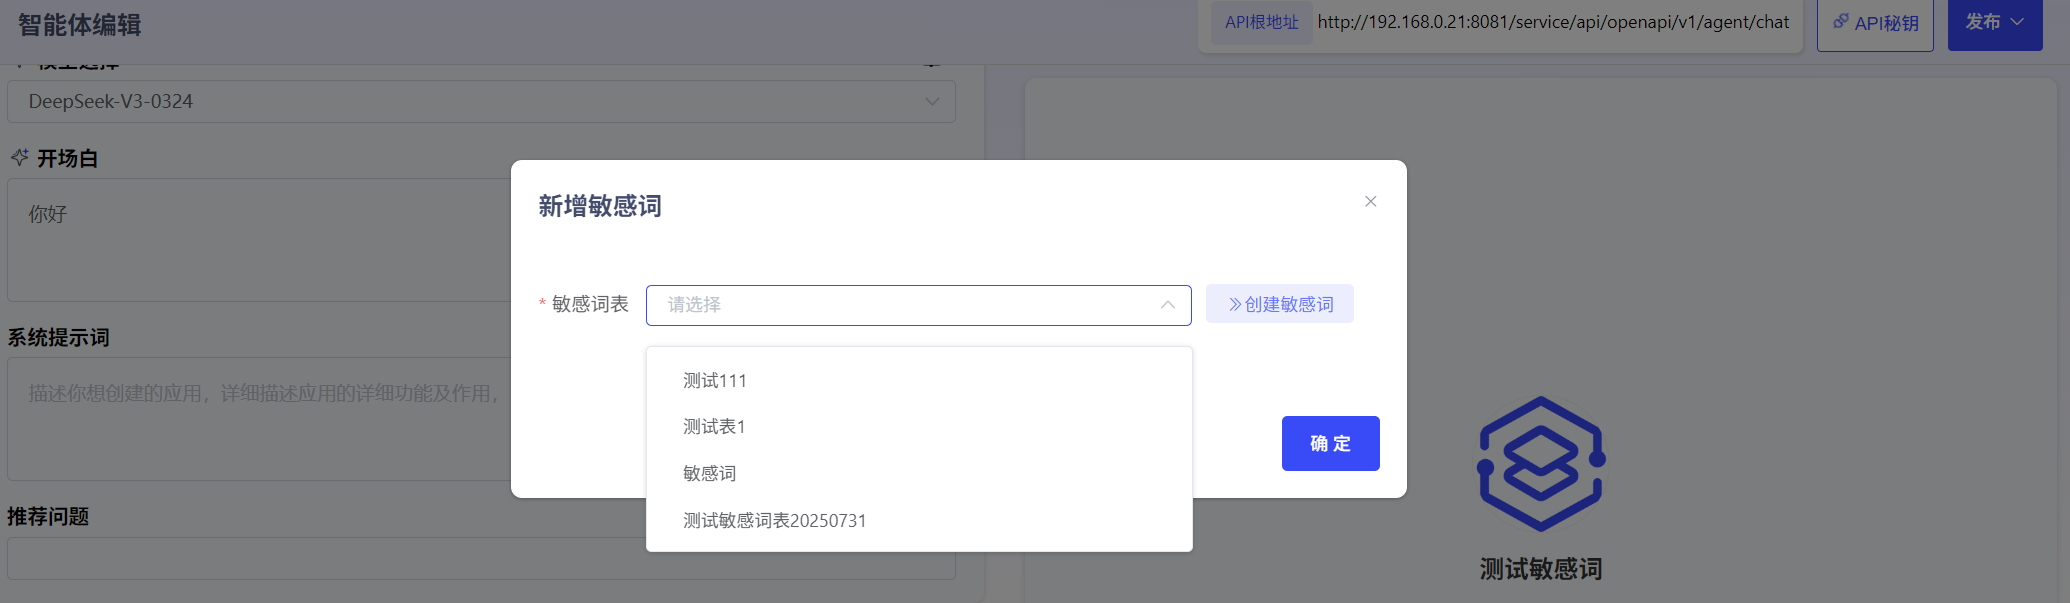 智能体编辑
API根地址 http://192.168.0.21:8081/service/api/openapi/v1/agent/chat
API秘钥
发布
模型选择
DeepSeek-V3-0324
开场白
你好
系统提示词
描述你想创建的应用，详细描述应用的详细功能及作用，
推荐问题
新增敏感词
* 敏感词表
请选择
创建敏感词
测试111
测试表1
敏感词
测试敏感词表20250731
确 定
测试敏感词